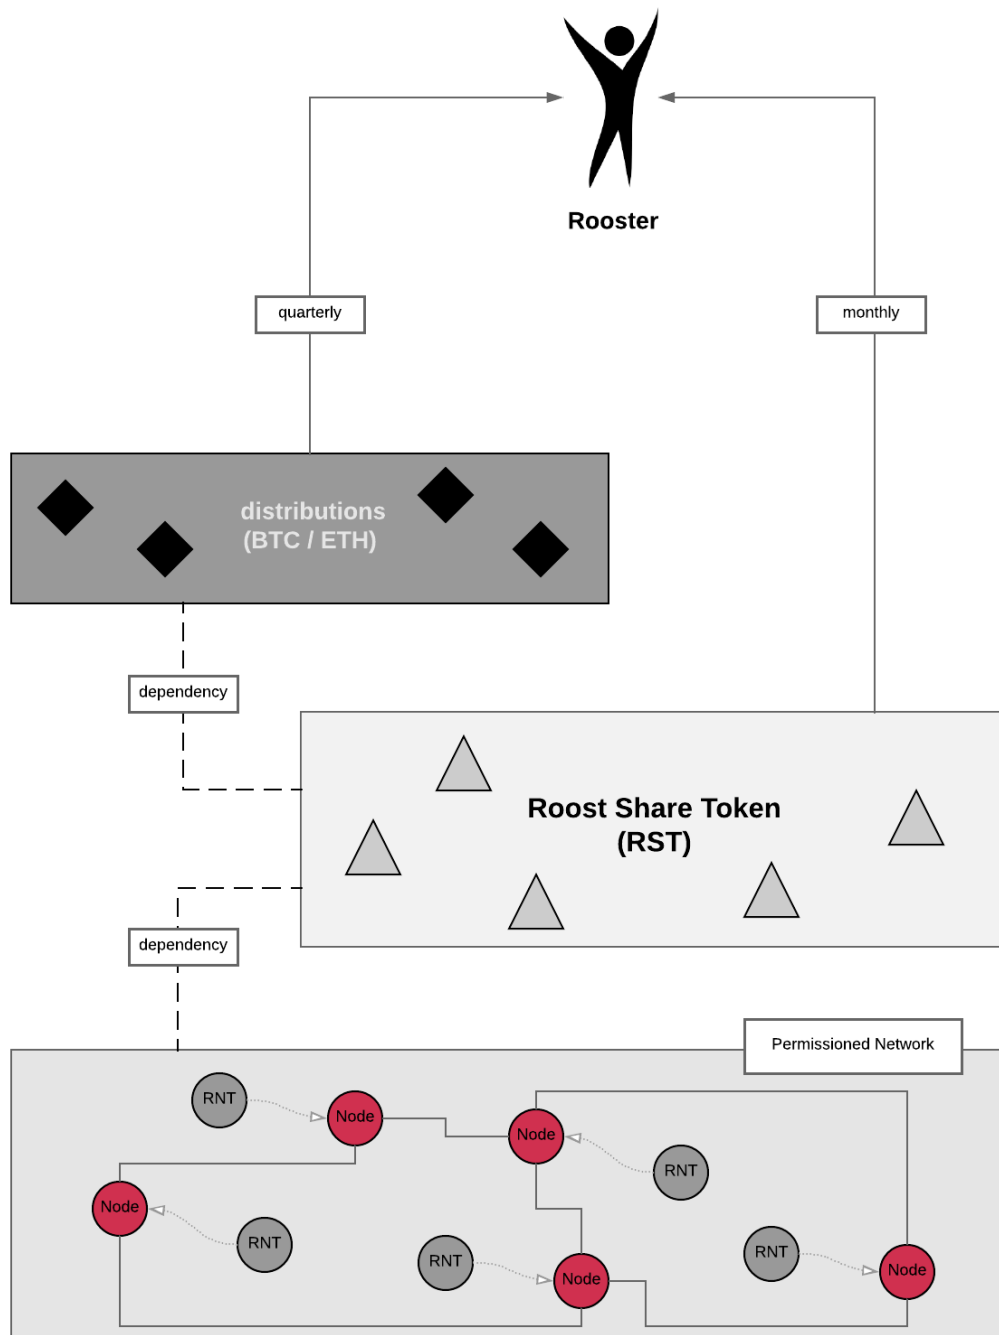 Rooster
quarterly
monthly
distributions
(BTC / ETH)
dependency
Roost Share Token
(RST)
dependency
Permissioned Network
RNT
Node
Node
RNT
Node
RNT
RNT
RNT
Node
Node